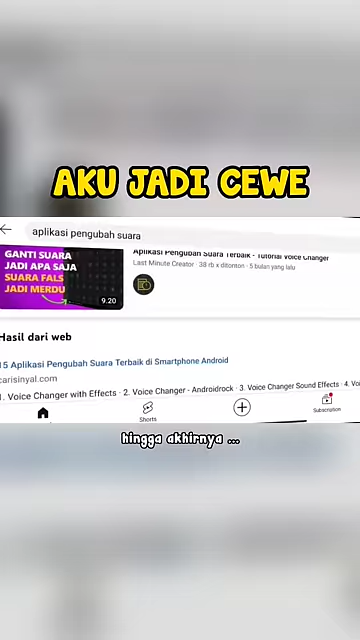 AKU JADI CEWE
aplikasi pengubah suara
GANTI SUARA
JADI APA SAJA
SUARA FALS
JADI MERDU
9.20
Aplikasi Pengubah Suara Terbaik - Tutorial Voice Changer
Last Minute Creator · 38 rb x ditonton · 5 bulan yang lalu
Hasil dari web
15 Aplikasi Pengubah Suara Terbaik di Smartphone Android
carisinyal.com
1. Voice Changer with Effects · 2. Voice Changer - Androidrock · 3. Voice Changer Sound Effects · 4. Voi
Shorts
Subscription
hingga akhirnya ...